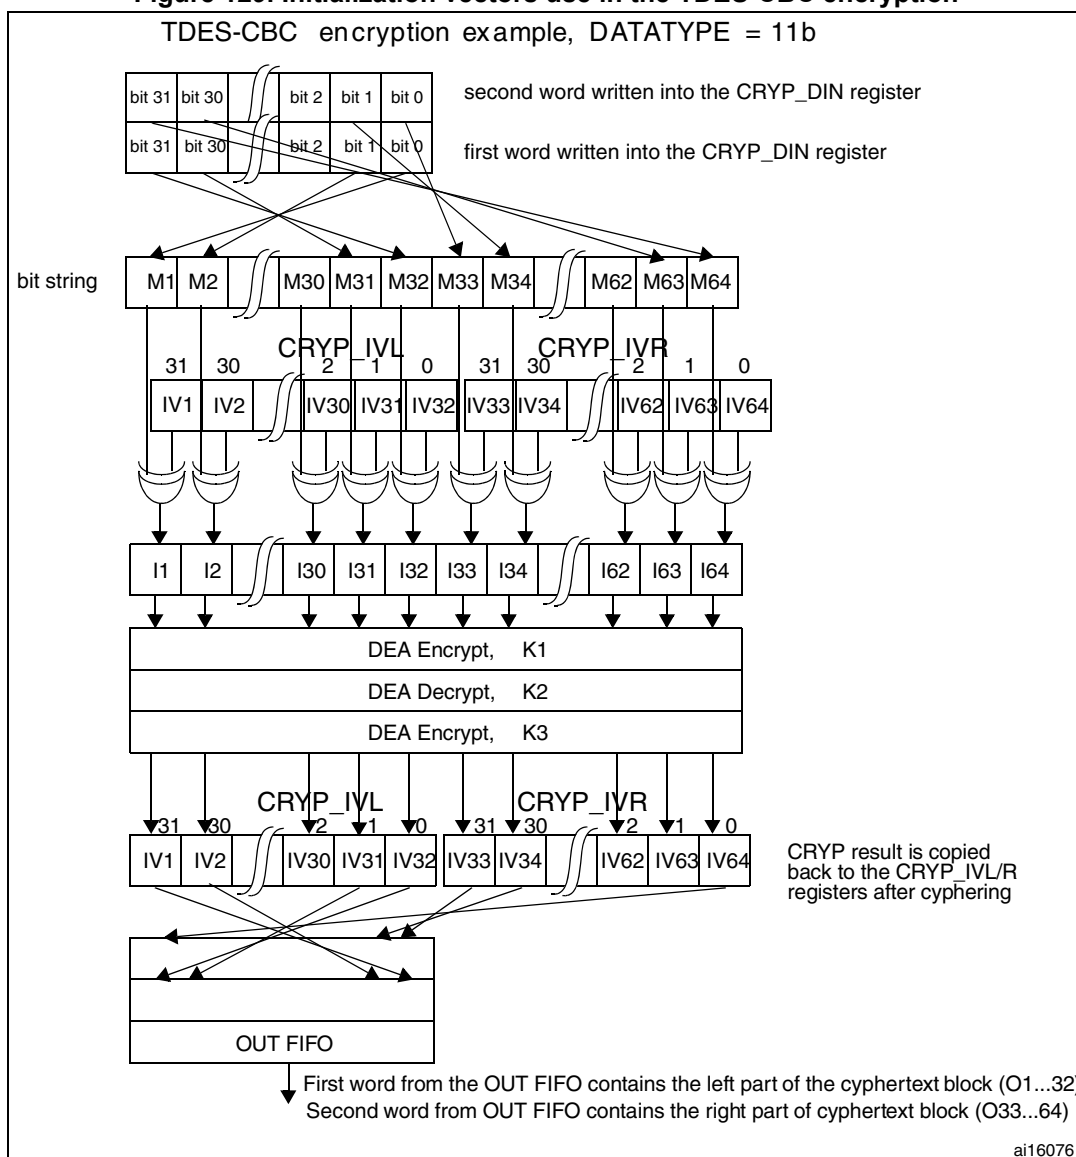 TDES-CBC encryption example, DATATYPE = 11b
bit 31 bit 30 bit 2 bit 1 bit 0 second word written into the CRYP_DIN register
bit 31 bit 30 bit 2 bit 1 bit 0 first word written into the CRYP_DIN register
bit string M1 M2 M30 M31 M32 M33 M34 M62 M63 M64
CRYP_IVL CRYP_IVR
31 30 2 1 0 31 30 2 1 0
IV1 IV2 IV30 IV31 IV32 IV33 IV34 IV62 IV63 IV64
I1 I2 I30 I31 I32 I33 I34 I62 I63 I64
DEA Encrypt, K1
DEA Decrypt, K2
DEA Encrypt, K3
CRYP_IVL CRYP_IVR
31 30 2 1 0 31 30 2 1 0
IV1 IV2 IV30 IV31 IV32 IV33 IV34 IV62 IV63 IV64
CRYP result is copied
back to the CRYP_IVL/R
registers after cyphering
OUT FIFO
First word from the OUT FIFO contains the left part of the cyphertext block (O1...32)
Second word from OUT FIFO contains the right part of cyphertext block (O33...64)
ai16076